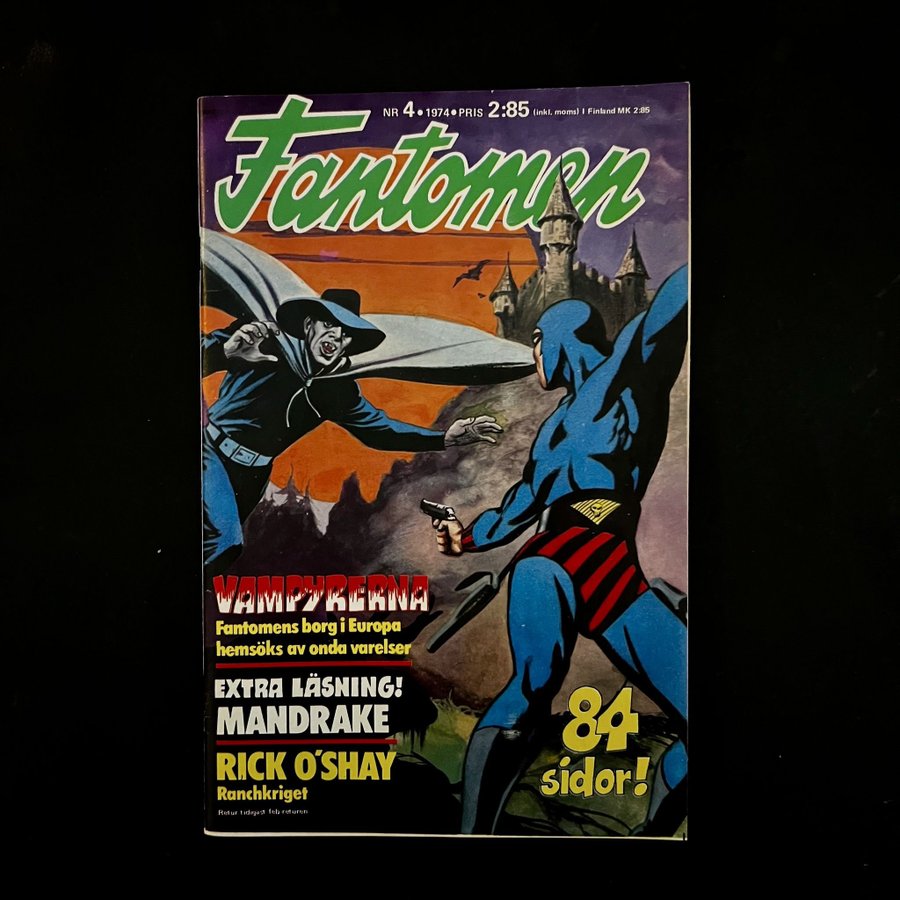 NR 4 • 1974 • PRIS 2:85 (inkl. moms) I Finland MK 2:85
Fantomen
VAMPYRERNA
Fantomens borg i Europa
hemsöks av onda varelser
EXTRA LÄSNING!
MANDRAKE
RICK O'SHAY
Ranchkriget
84
sidor!